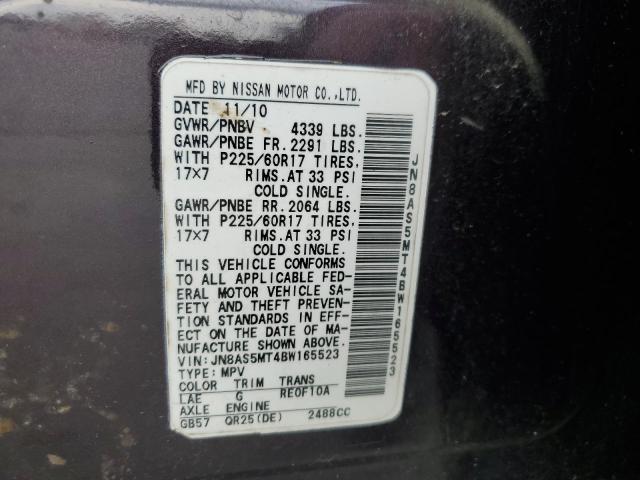 MFD BY NISSAN MOTOR CO.,LTD.
DATE 11/10
GVWR/PNBV 4339 LBS.
GAWR/PNBE FR.2291 LBS.
WITH P225/60R17 TIRES.
17×7 RIMS.AT 33 PSI
COLD SINGLE.
GAWR/PNBE RR.2064 LBS.
WITH P225/60R17 TIRES.
17×7 RIMS.AT 33 PSI
COLD SINGLE.
THIS VEHICLE CONFORMS
TO ALL APPLICABLE FED-
ERAL MOTOR VEHICLE SA-
FETY AND THEFT PREVEN-
TION STANDARDS IN EFF-
ECT ON THE DATE OF MA-
NUFACTURE SHOWN ABOVE.
VIN:JN8AS5MT4BW165523
TYPE:MPV
COLOR TRIM TRANS
LAE G RE0F10A
AXLE ENGINE
GB57 QR25(DE) 2488CC
JN8AS5MT4BW165523